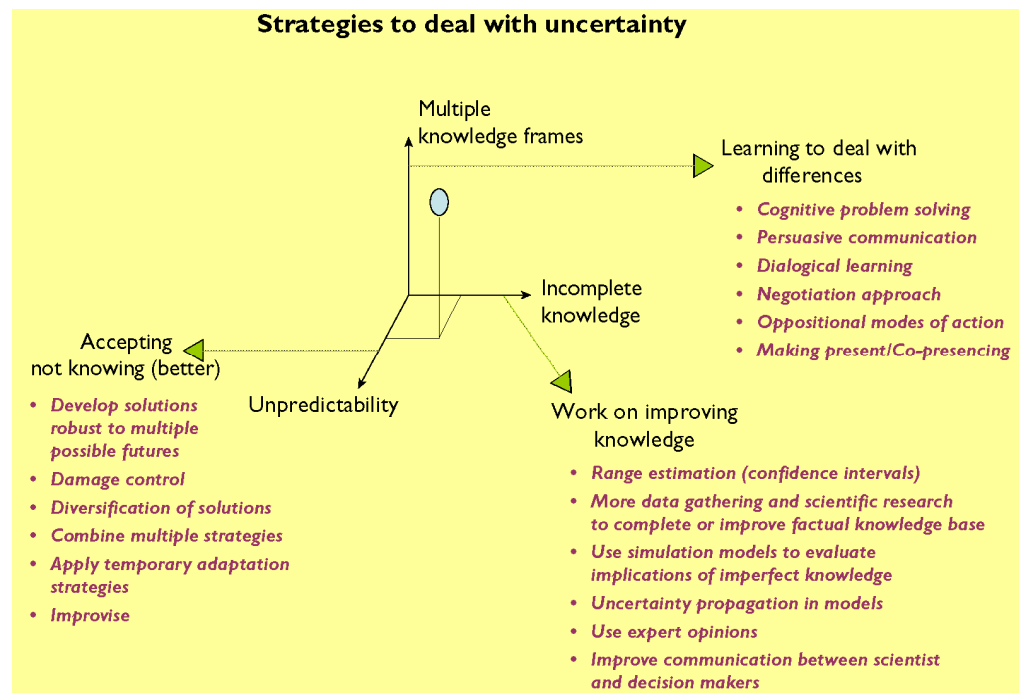 Strategies to deal with uncertainty
Multiple
knowledge frames
Learning to deal with
differences
• Cognitive problem solving
• Persuasive communication
• Dialogical learning
• Negotiation approach
• Oppositional modes of action
• Making present/Co-presencing
Incomplete
knowledge
Accepting
not knowing (better)
• Develop solutions
robust to multiple
possible futures
• Damage control
• Diversification of solutions
• Combine multiple strategies
• Apply temporary adaptation
strategies
• Improvise
Unpredictability
Work on improving
knowledge
• Range estimation (confidence intervals)
• More data gathering and scientific research
to complete or improve factual knowledge base
• Use simulation models to evaluate
implications of imperfect knowledge
• Uncertainty propagation in models
• Use expert opinions
• Improve communication between scientist
and decision makers